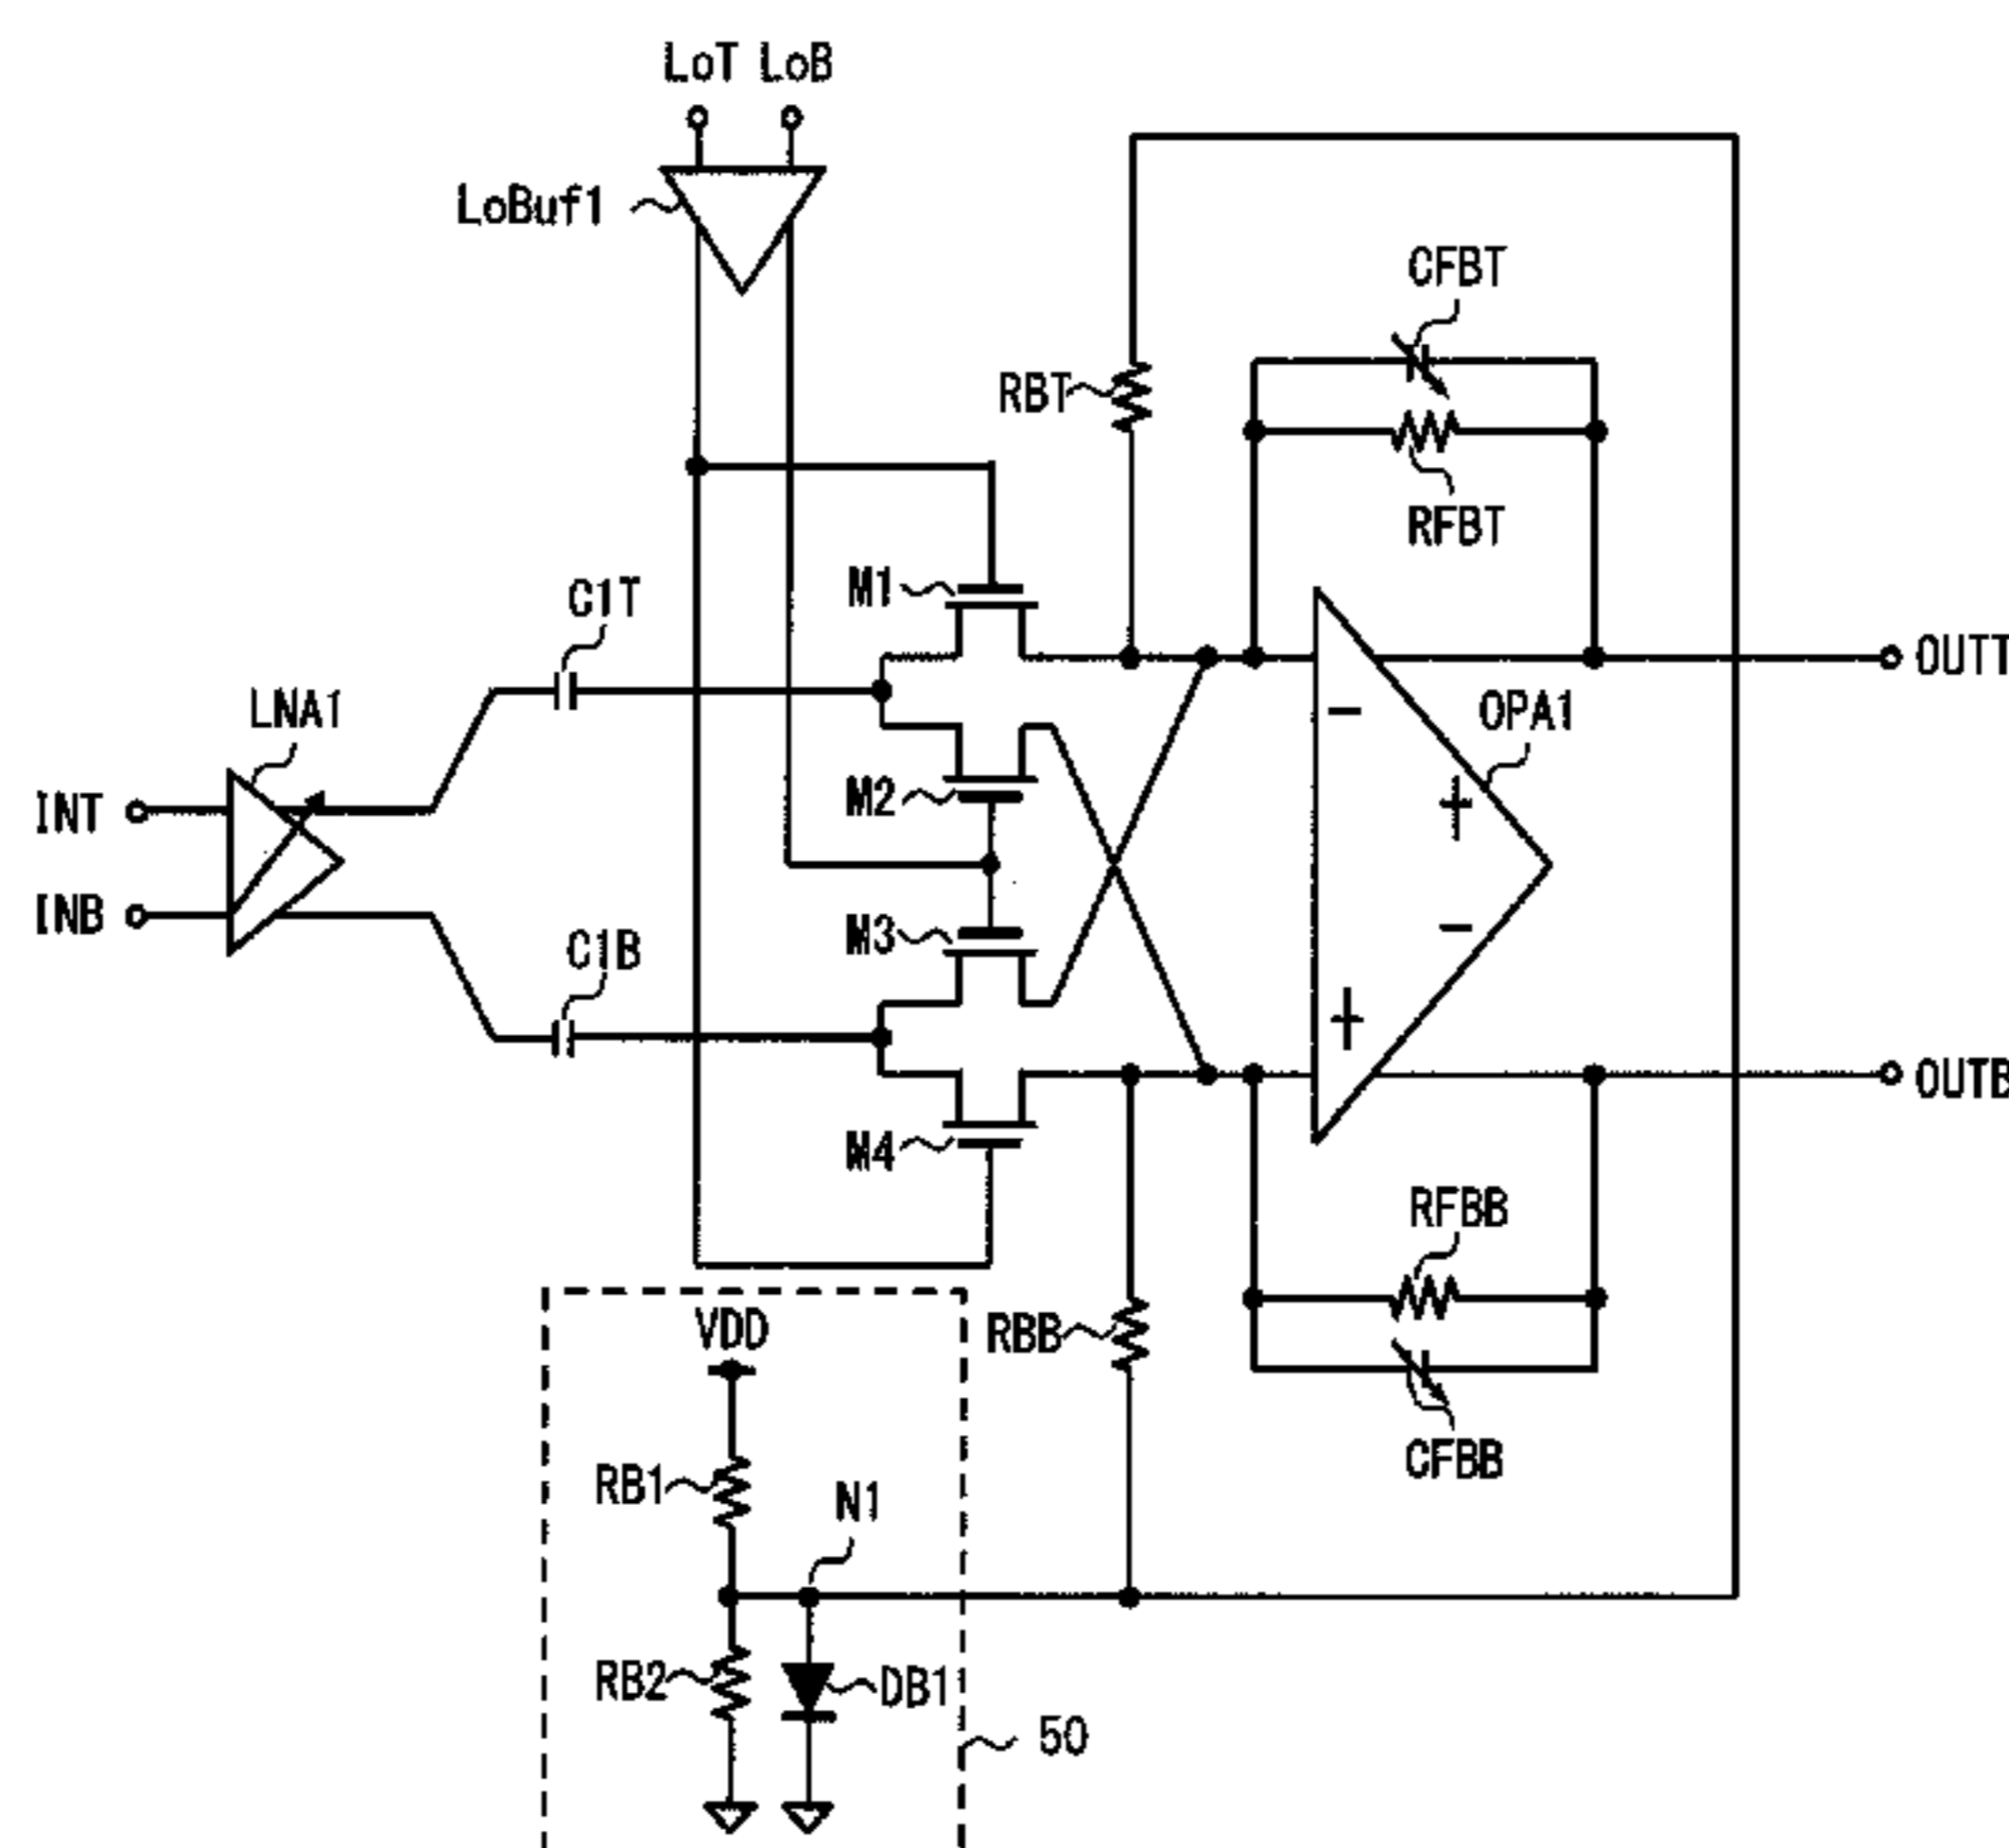 LoT LoB
LoBuf1
CFBT
RBT
RFBT
M1
C1T
OUTT
LNA1
OPA1
-
+
INT
M2
INB
M3
C1B
-
+
OUTB
M4
RFBB
VDD
RBB
CFBB
RB1
N1
RB2
DB1
50